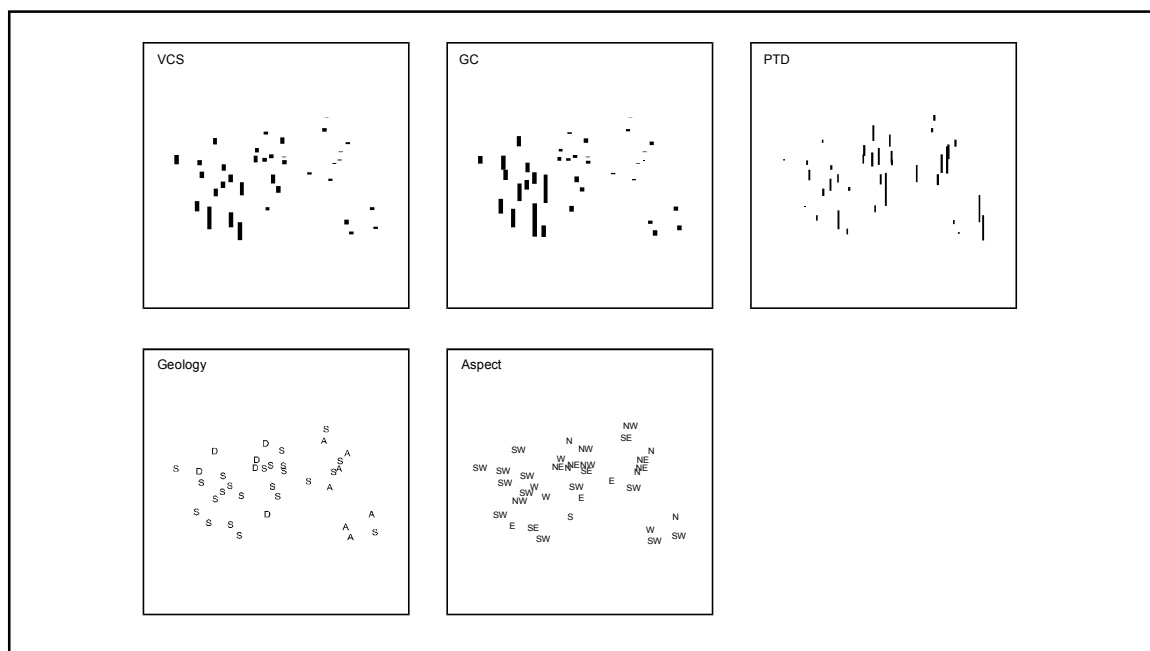 VCS
GC
PTD
Geology
S
D A
D S A
D S
S D S S S A
D S S
S
S S
S S A
S
S S
S
S
D A
S S A
S
S A
Aspect
NW
N SE
SW NW N
W NE
SW NE N NE NW NE
SW SE N
SW
SW E
W SW SW
SW
NW W E
SW S N
E SE W
SW SW SW